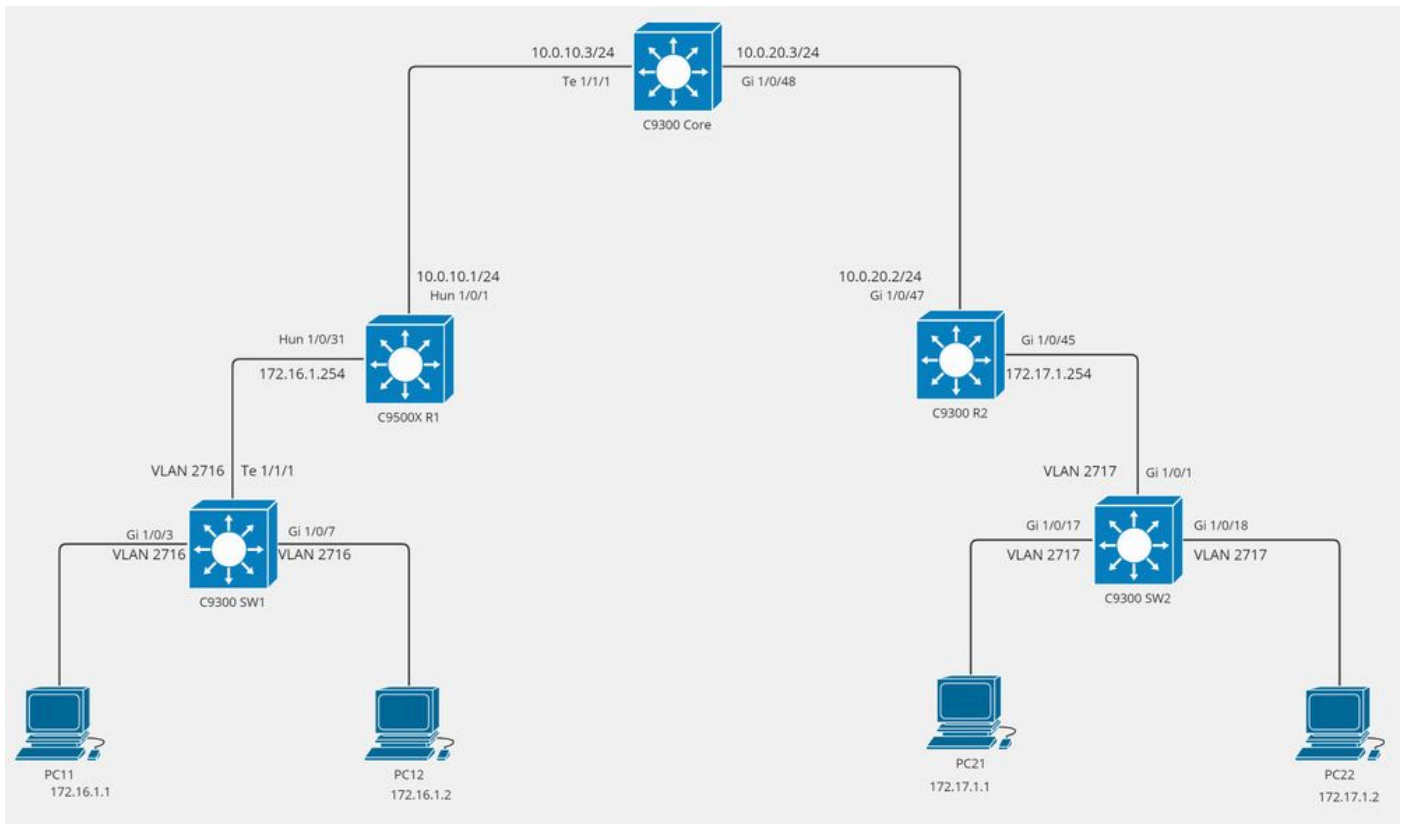 10.0.10.3/24
10.0.20.3/24
Te 1/1/1
Gi 1/0/48
C9300 Core
10.0.10.1/24
Hun 1/0/1
10.0.20.2/24
Gi 1/0/47
Hun 1/0/31
172.16.1.254
C9500X R1
Gi 1/0/45
172.17.1.254
C9300 R2
VLAN 2716
Te 1/1/1
VLAN 2717
Gi 1/0/1
Gi 1/0/3
VLAN 2716
Gi 1/0/7
VLAN 2716
C9300 SW1
Gi 1/0/17
VLAN 2717
Gi 1/0/18
VLAN 2717
C9300 SW2
PC11
172.16.1.1
PC12
172.16.1.2
PC21
172.17.1.1
PC22
172.17.1.2